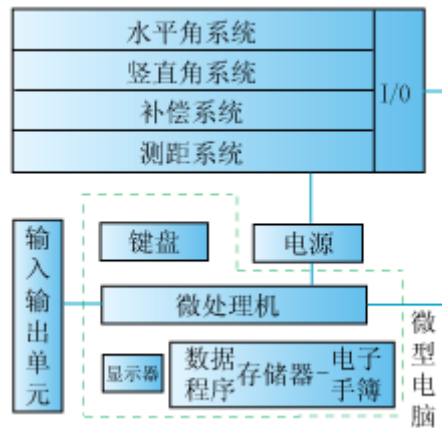 水平角系统
竖直角系统
补偿系统
测距系统
I/0
输入输出单元
键盘
电源
微处理机
微型电脑
显示器
数据程序存储器-电子手簿